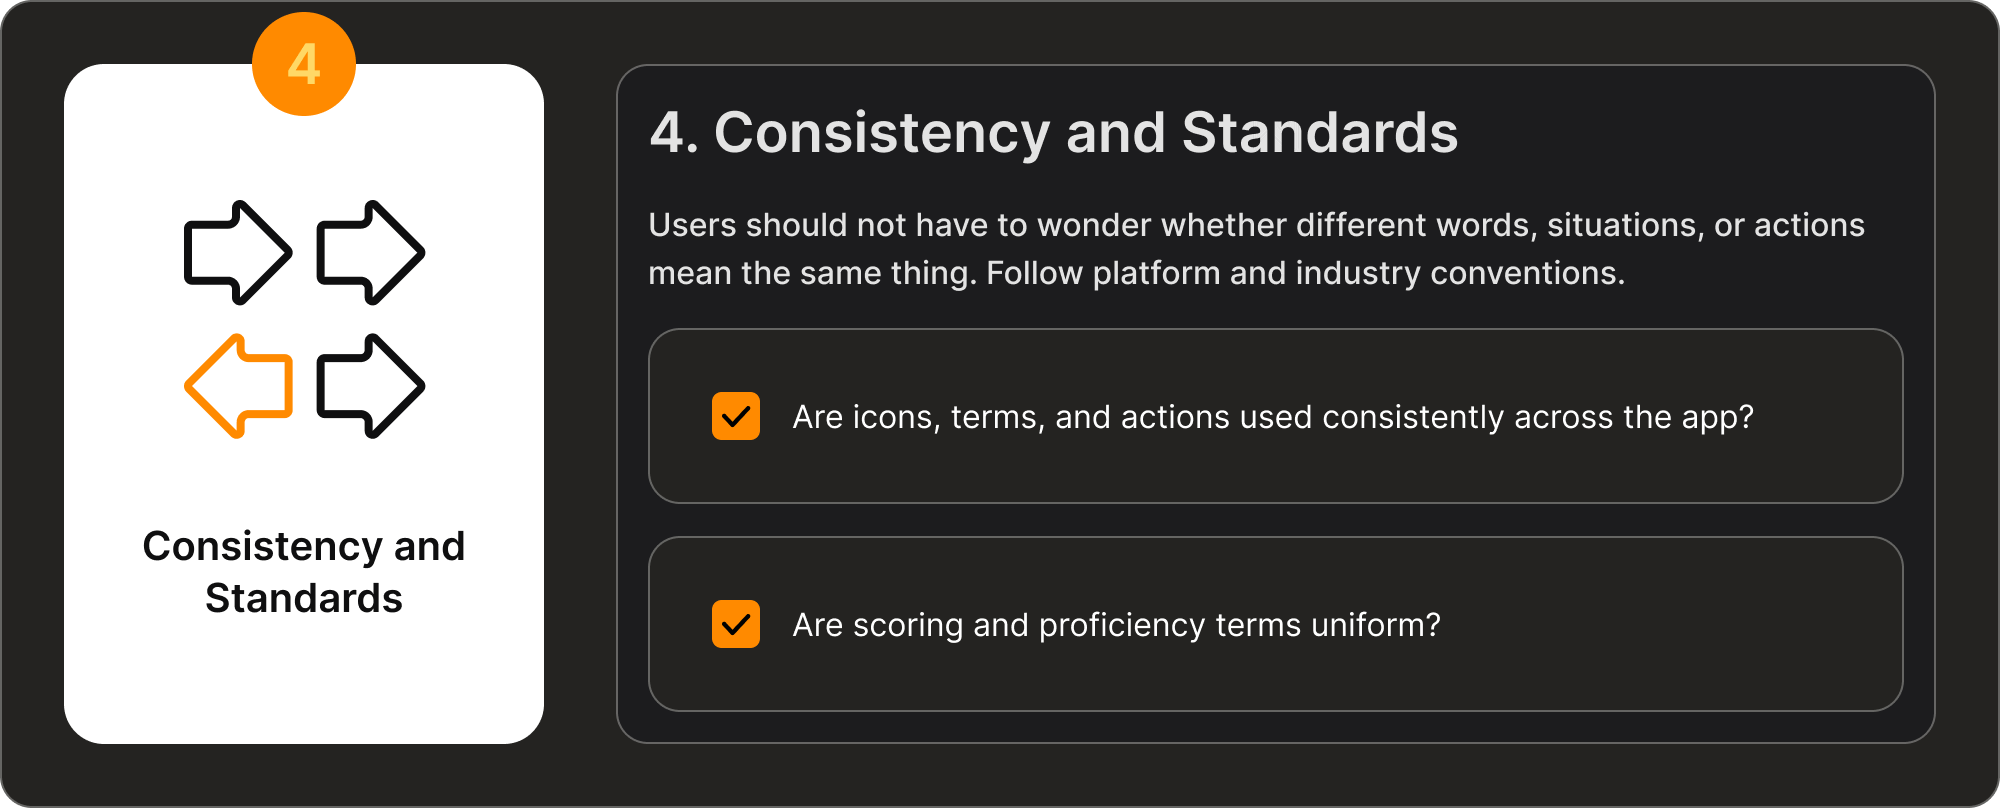 4
Consistency and
Standards
4. Consistency and Standards
Users should not have to wonder whether different words, situations, or actions
mean the same thing. Follow platform and industry conventions.
Are icons, terms, and actions used consistently across the app?
Are scoring and proficiency terms uniform?